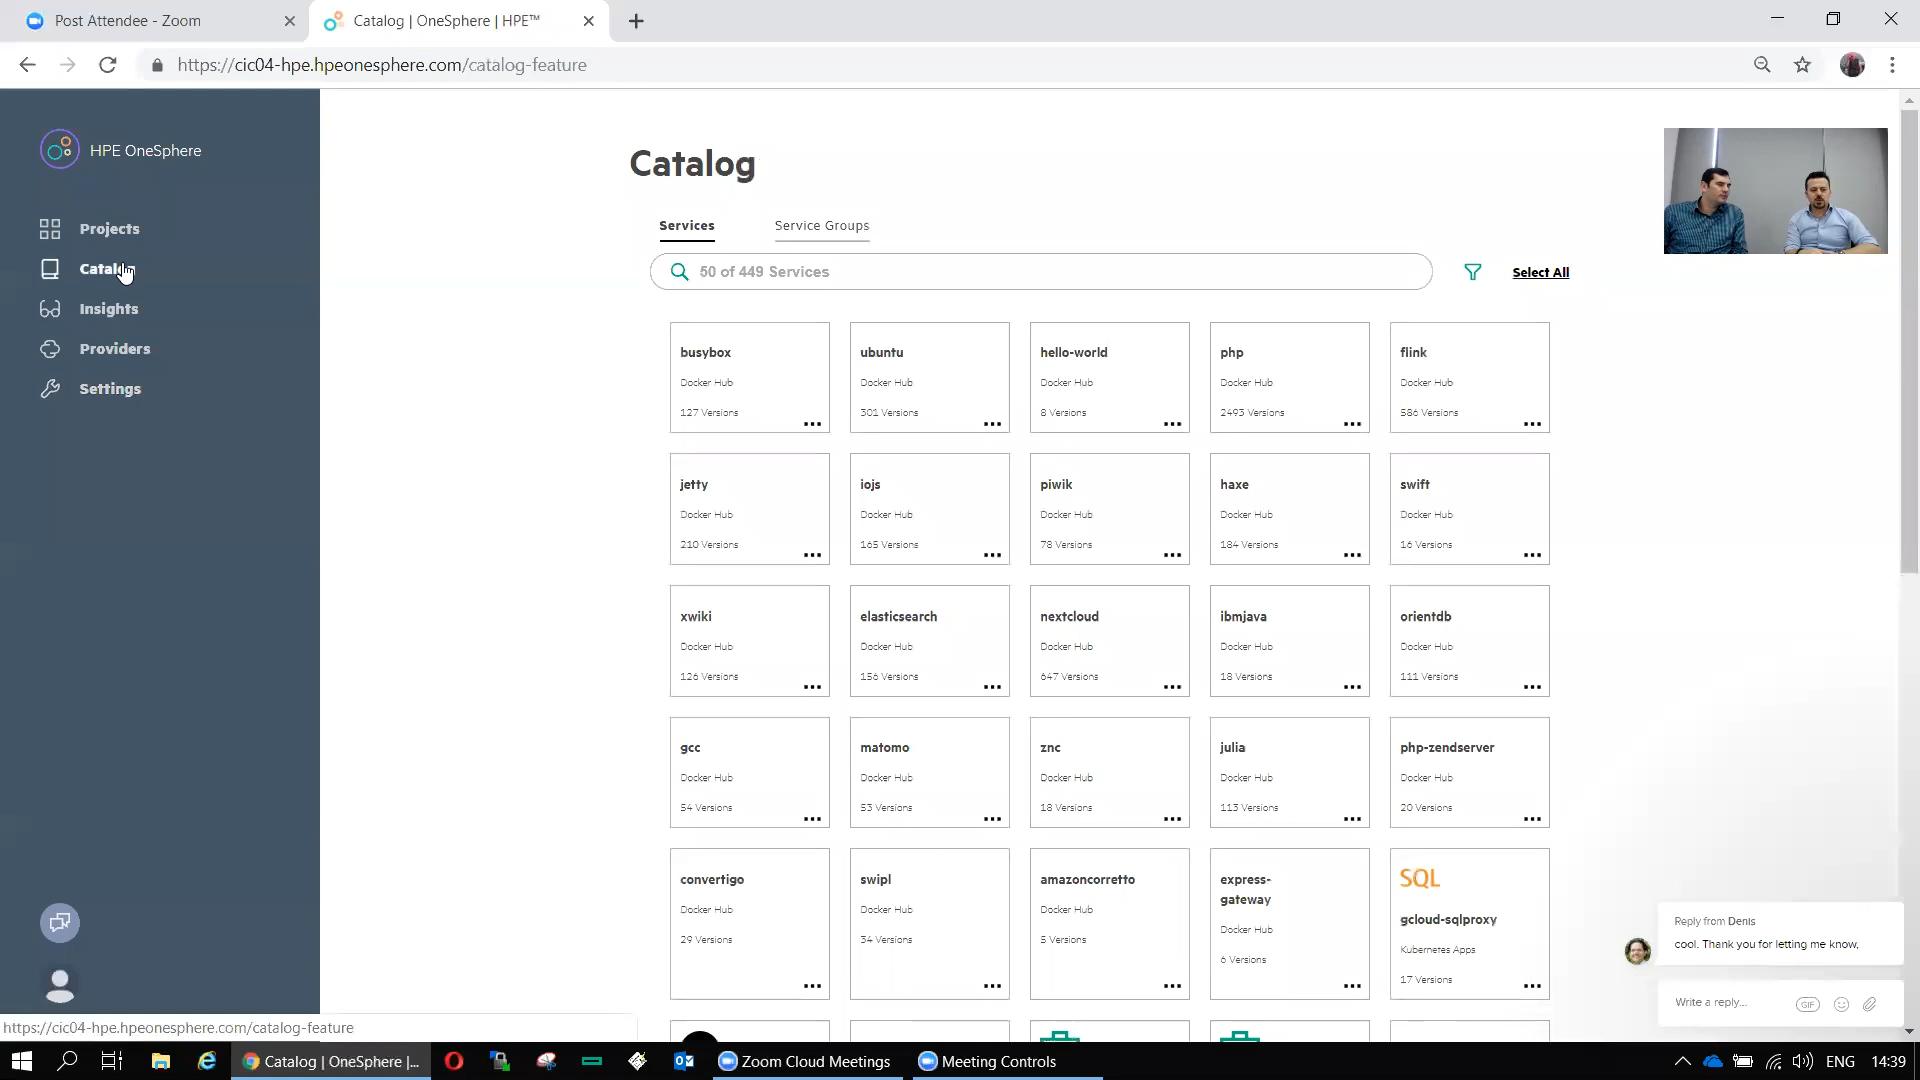 Post Attendee - Zoom
Catalog | OneSphere | HPE™
https://cic04-hpe.hpeonesphere.com/catalog-feature
HPE OneSphere
Projects
Catalog
Insights
Providers
Settings
Catalog
Services
Service Groups
50 of 449 Services
Select All
busybox
Docker Hub
127 Versions
ubuntu
Docker Hub
301 Versions
hello-world
Docker Hub
8 Versions
php
Docker Hub
2493 Versions
flink
Docker Hub
586 Versions
jetty
Docker Hub
210 Versions
iojs
Docker Hub
165 Versions
piwik
Docker Hub
78 Versions
haxe
Docker Hub
184 Versions
swift
Docker Hub
16 Versions
xwiki
Docker Hub
126 Versions
elasticsearch
Docker Hub
156 Versions
nextcloud
Docker Hub
647 Versions
ibmjava
Docker Hub
18 Versions
orientdb
Docker Hub
111 Versions
gcc
Docker Hub
54 Versions
matomo
Docker Hub
53 Versions
znc
Docker Hub
18 Versions
julia
Docker Hub
113 Versions
php-zendserver
Docker Hub
20 Versions
convertigo
Docker Hub
29 Versions
swipl
Docker Hub
34 Versions
amazoncorretto
Docker Hub
5 Versions
express-
gateway
Docker Hub
6 Versions
SQL
gcloud-sqlproxy
Kubernetes Apps
17 Versions
Reply from Denis
cool. Thank you for letting me know,
Write a reply...
GIF
https://cic04-hpe.hpeonesphere.com/catalog-feature
Catalog | OneSphere |...
Zoom Cloud Meetings
Meeting Controls
ENG
14:39